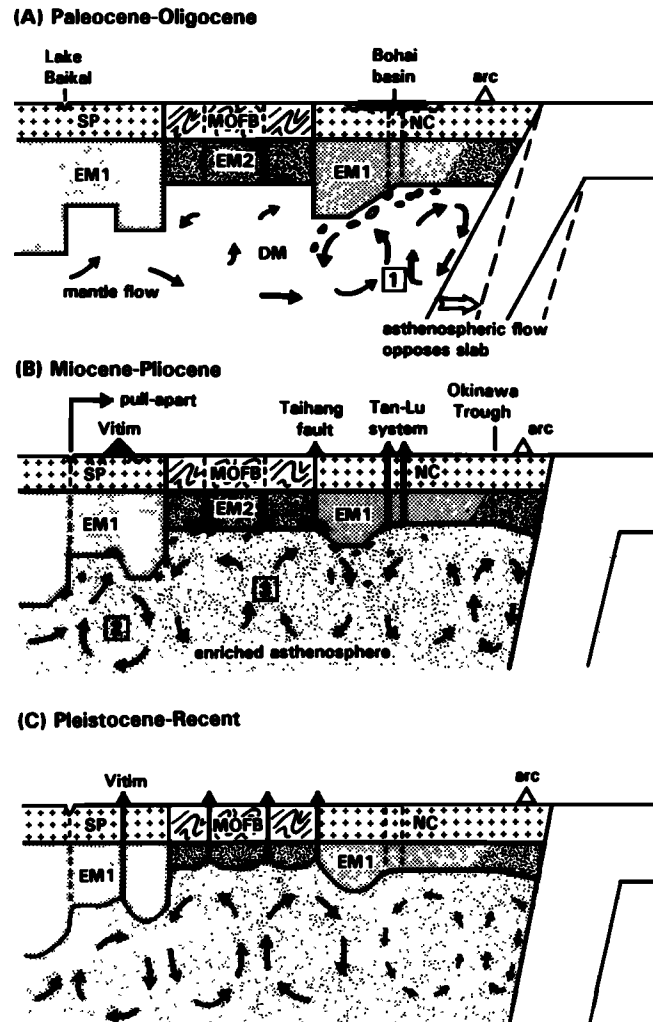 (A) Paleocene-Oligocene
Lake
Baikal
Bohai
basin
arc
SP
MOFB
NC
EM1
EM2
EM1
DM
mantle flow
1
asthenospheric flow
opposes slab
(B) Miocene-Pliocene
pull-apart
Vitim
Taihang
fault
Tan-Lu
system
Okinawa
Trough
arc
SP
MOFB
NC
EM1
EM2
EM1
3
2
enriched asthenosphere
(C) Pleistocene-Recent
Vitim
arc
SP
MOFB
NC
EM1
EM1